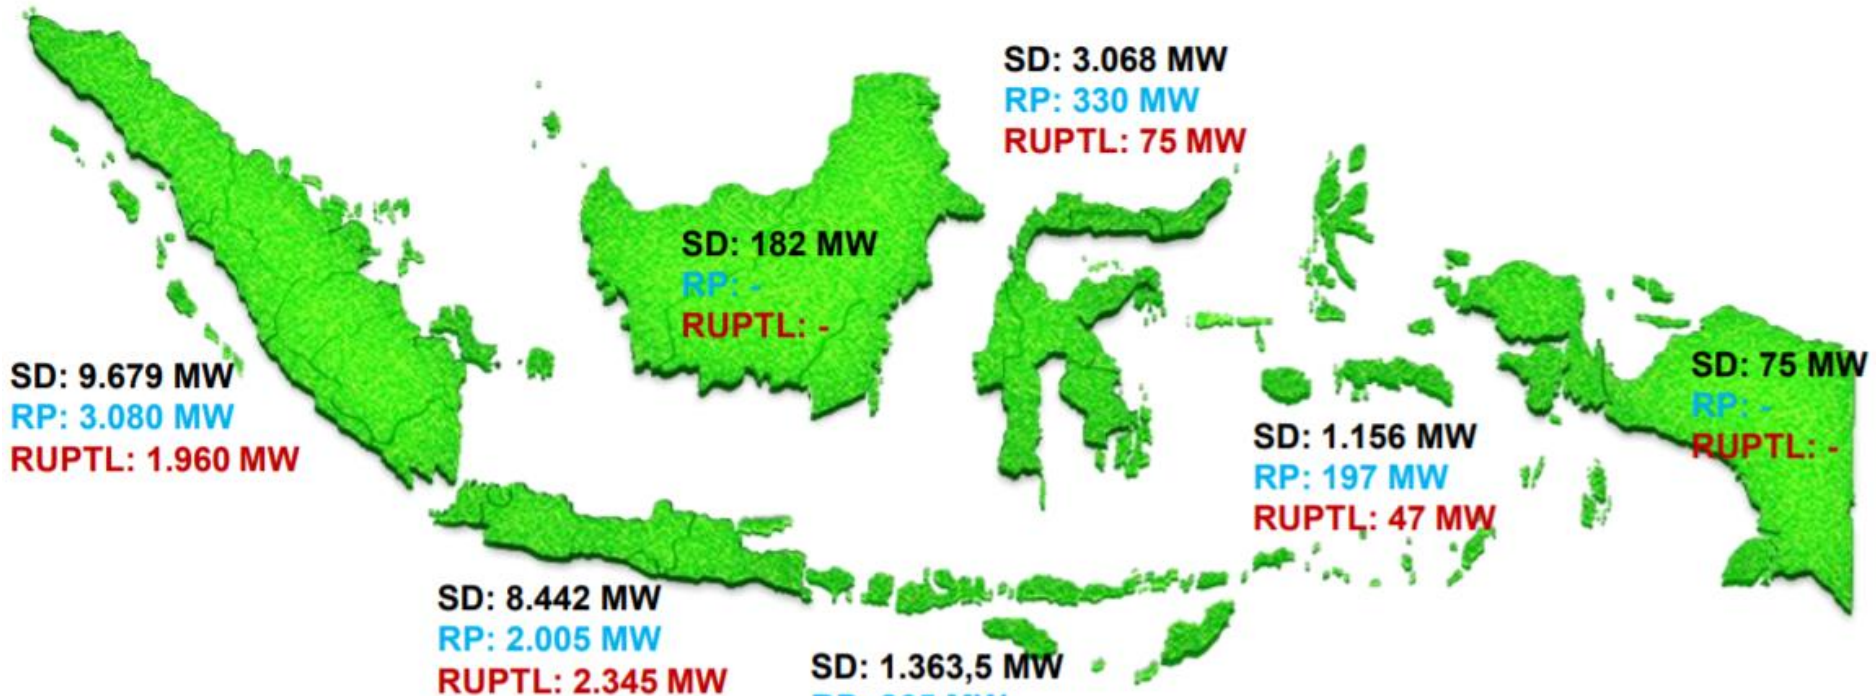 SD: 3.068 MW
RP: 330 MW
RUPTL: 75 MW
SD: 182 MW
RP: -
RUPTL: -
SD: 9.679 MW
RP: 3.080 MW
RUPTL: 1.960 MW
SD: 75 MW
RP: -
RUPTL: -
SD: 1.156 MW
RP: 197 MW
RUPTL: 47 MW
SD: 8.442 MW
RP: 2.005 MW
RUPTL: 2.345 MW
SD: 1.363,5 MW